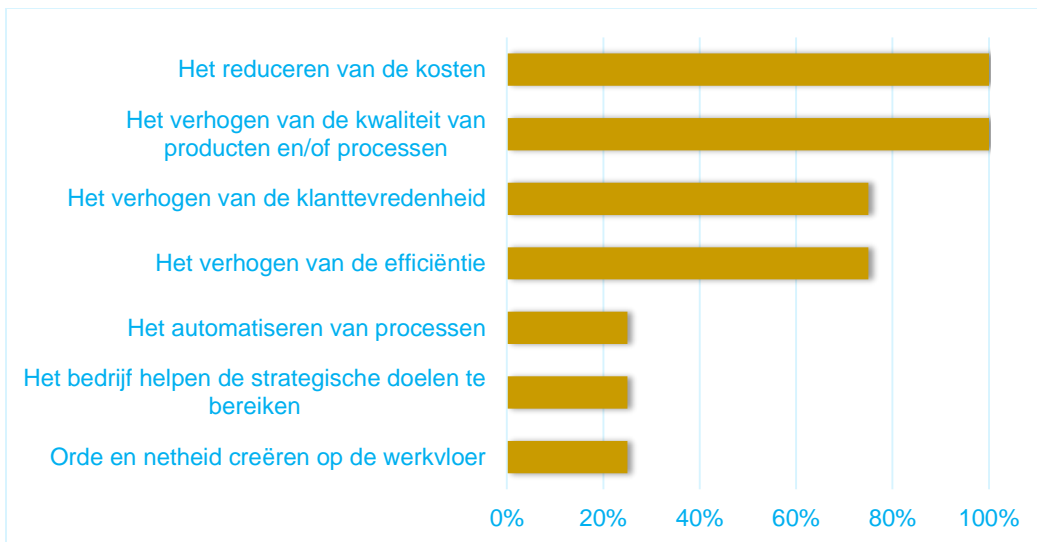 Het reduceren van de kosten
Het verhogen van de kwaliteit van
producten en/of processen
Het verhogen van de klanttevredenheid
Het verhogen van de efficiëntie
Het automatiseren van processen
Het bedrijf helpen de strategische doelen te
bereiken
Orde en netheid creëren op de werkvloer
0% 20% 40% 60% 80% 100%